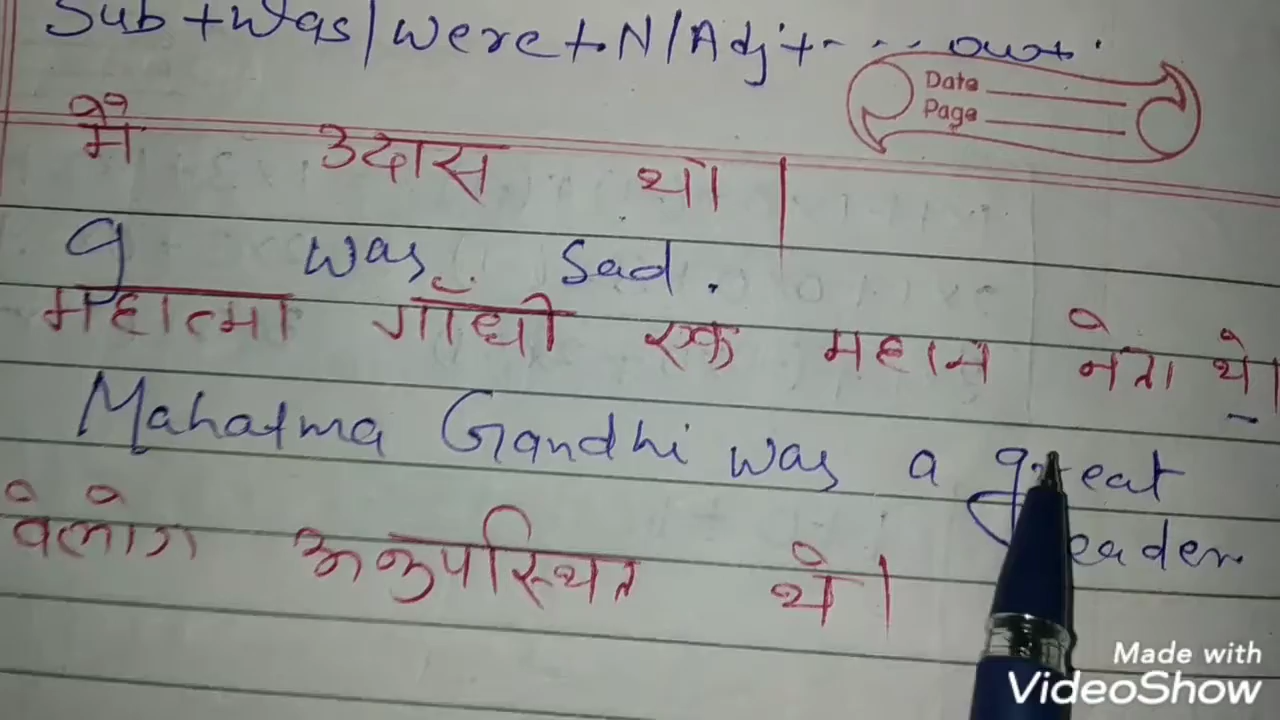 Sub + was / were + N / Adj + - - - - owt.
Date
Page
मैं उदास था।
I was sad.
महात्मा गाँधी एक महान नेता थे।
Mahatma Gandhi was a great
leader
वेलोग अनुपस्थित थे।
Made with
VideoShow